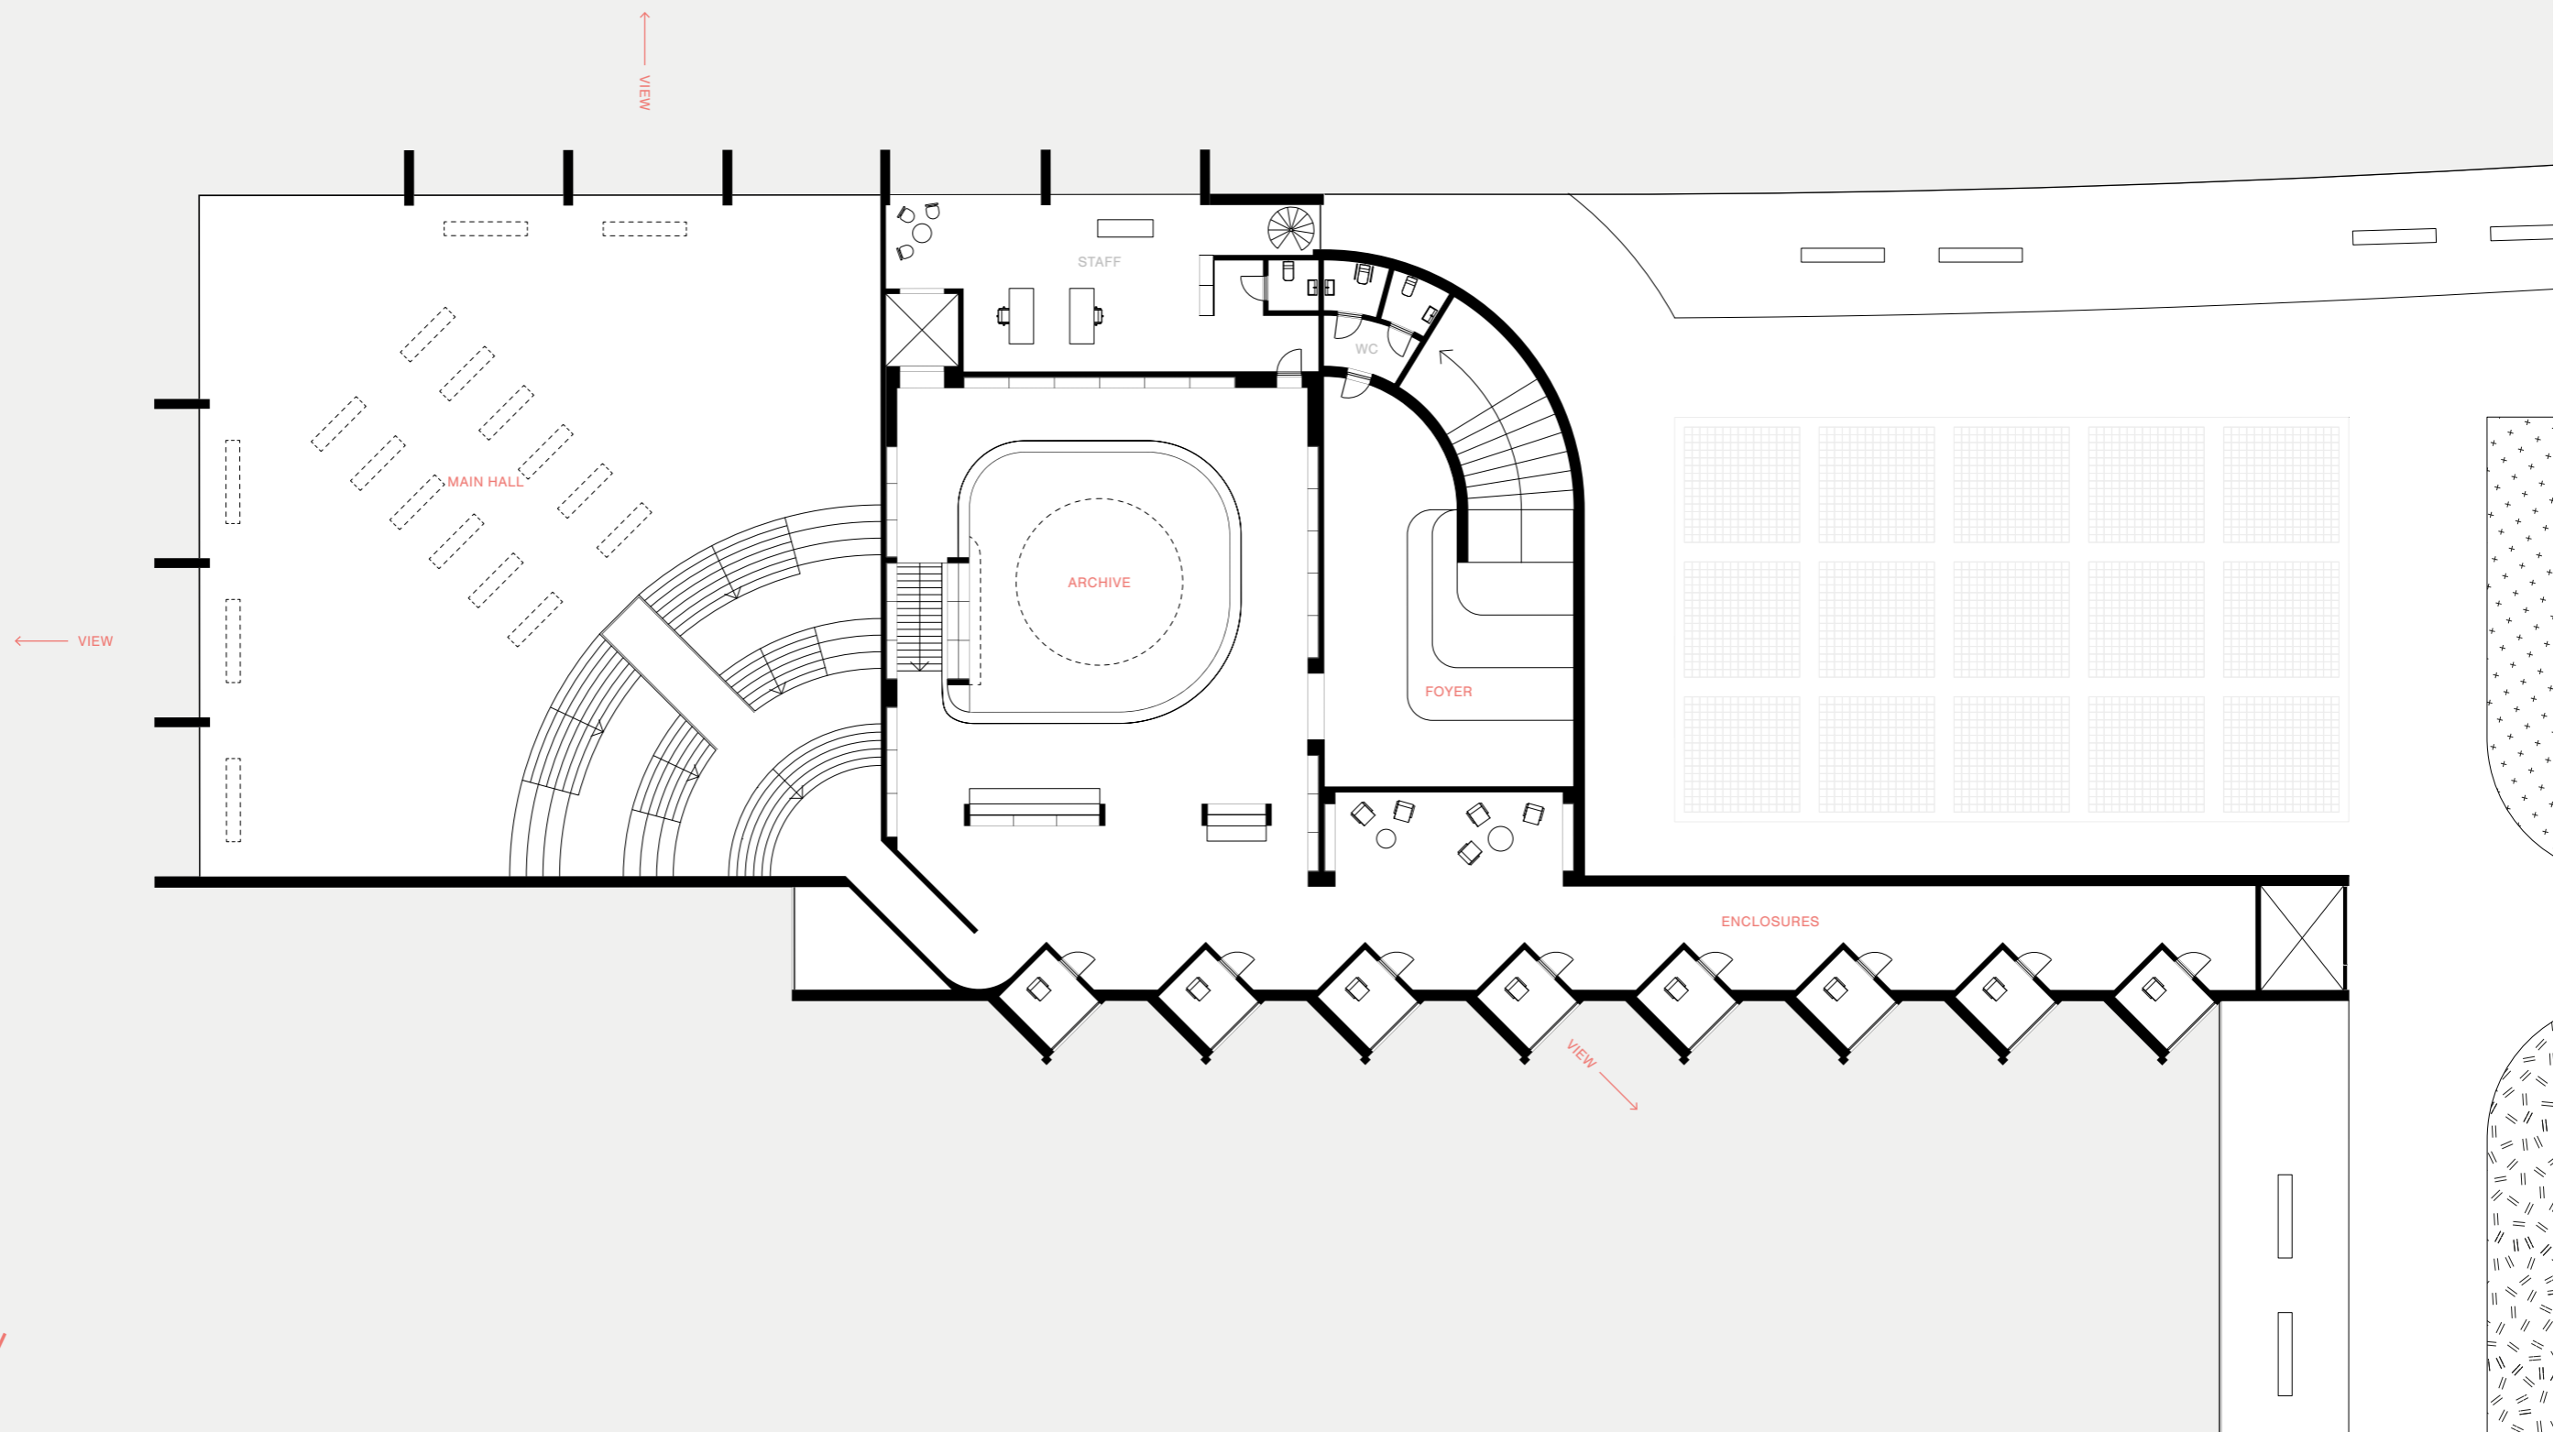 VIEW
STAFF
WC
MAIN HALL
ARCHIVE
VIEW
FOYER
ENCLOSURES
VIEW